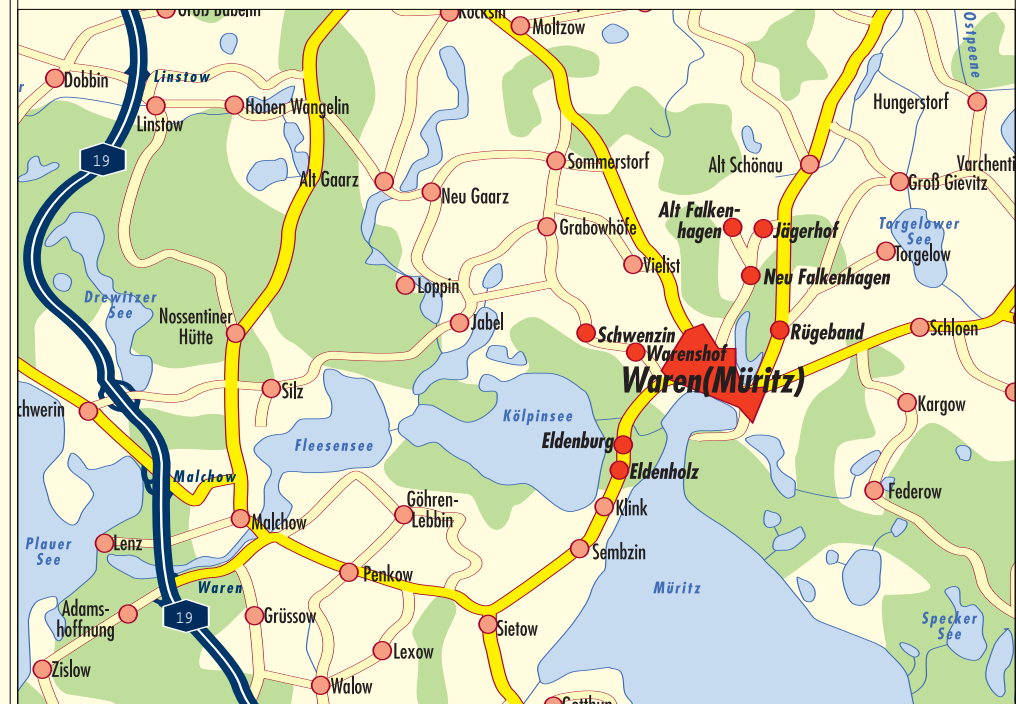 Groß Babelin
Rocksin
Moltzow
Ostpeene
Dobbin
Linstow
Linstow
Hohen Wangelin
Hungerstorf
19
Alt Gaarz
Neu Gaarz
Sommerstorf
Alt Schönau
Varchenti
Groß Gievitz
Alt Falken-
hagen
Jägerhof
Grabowhöfe
Torgelower
See
Torgelow
Vielist
Neu Falkenhagen
Loppin
Drewitzer
See
Nossentiner
Hütte
Jabel
Schwenzin
Warenshof
Rügeband
Schloen
Waren(Müritz)
Silz
chwerin
Kölpinsee
Kargow
Fleesensee
Eldenburg
Eldenholz
Malchow
Göhren-
Lebbin
Klink
Federow
Malchow
Plauer
See
Lenz
Sembzin
Penkow
Waren
Müritz
Adams-
hoffnung
19
Grüssow
Sietow
Specker
See
Lexow
Zislow
Walow